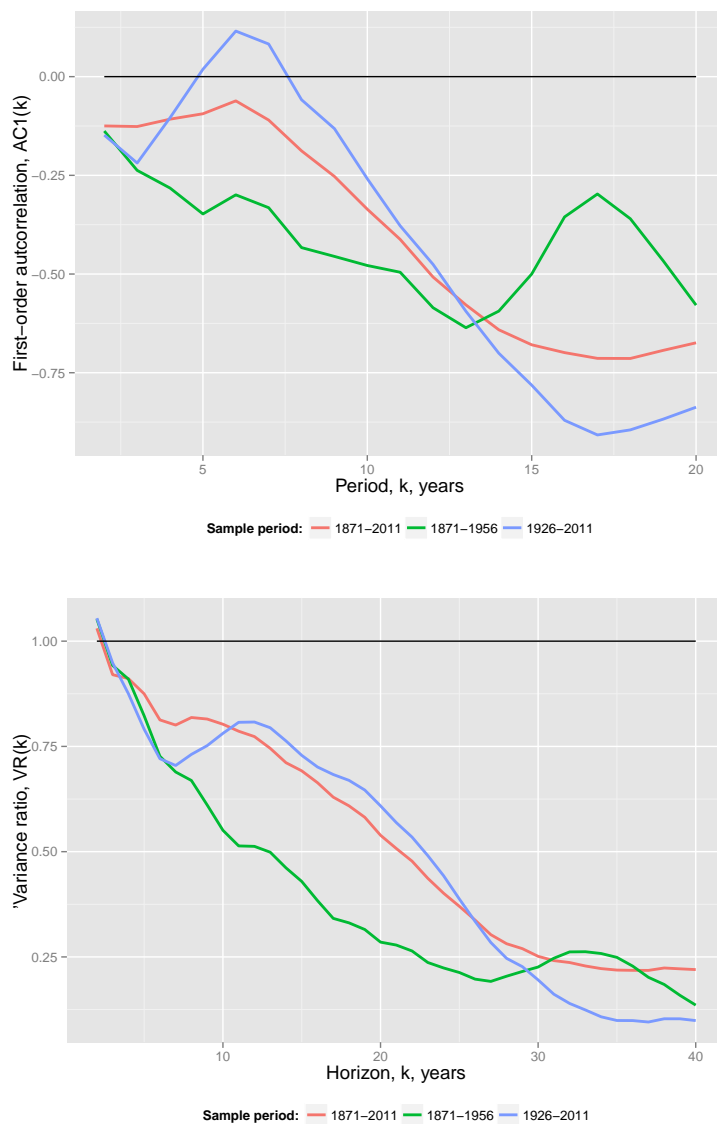 First−order autocorrelation, AC1(k)
0.00
−0.25
−0.50
−0.75
5 10 15 20
Period, k, years
Sample period: 1871−2011 1871−1956 1926−2011
'Variance ratio, VR(k)
1.00
0.75
0.50
0.25
10 20 30 40
Horizon, k, years
Sample period: 1871−2011 1871−1956 1926−2011